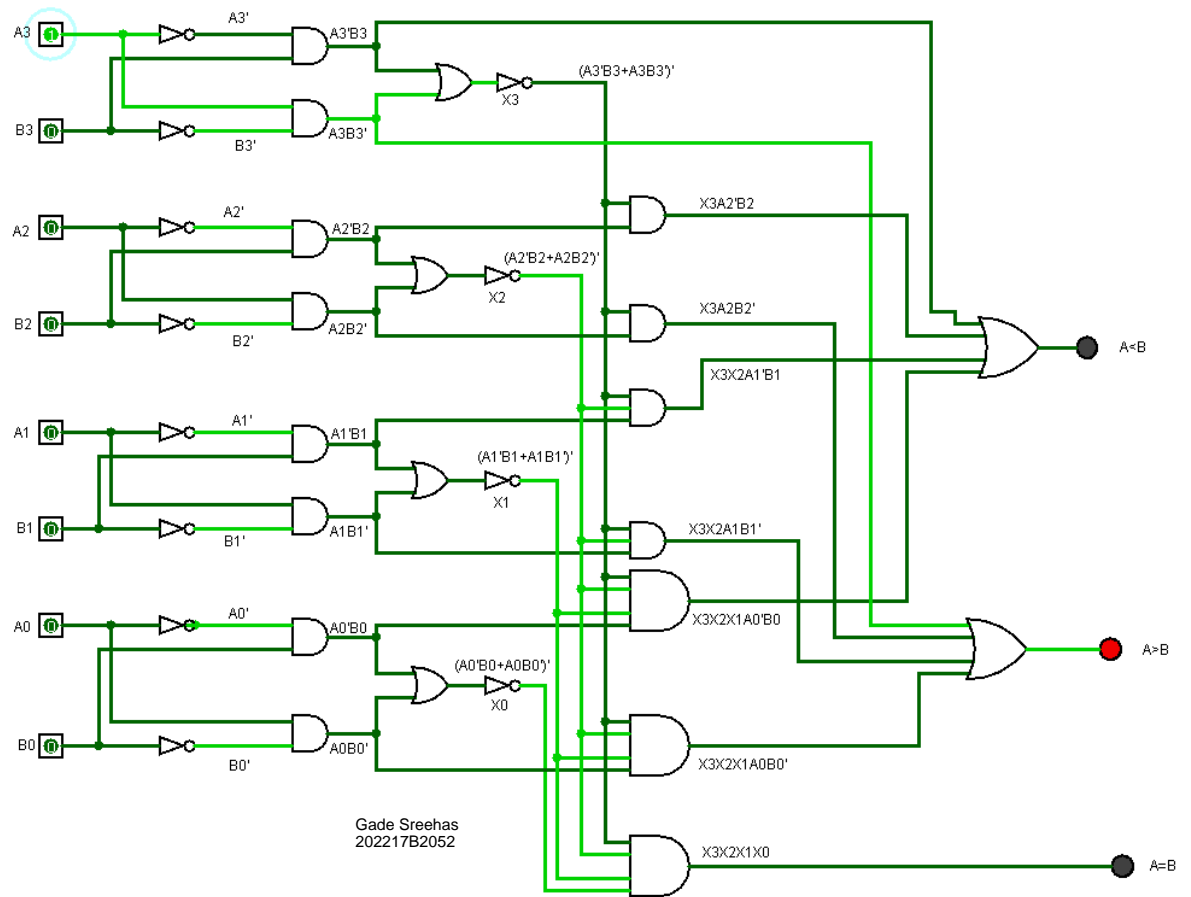 A3
1
A3'
A3'B3
(A3'B3+A3B3')'
X3
B3
0
B3'
A3B3'
A2
0
A2'
A2'B2
(A2'B2+A2B2')'
X2
X3A2'B2
B2
0
B2'
A2B2'
X3A2B2'
A<B
X3X2A1'B1
A1
0
A1'
A1'B1
(A1'B1+A1B1')'
X1
B1
0
B1'
A1B1'
X3X2A1B1'
A0
0
A0'
A0'B0
X3X2X1A0'B0
(A0'B0+A0B0')'
X0
A>B
B0
0
B0'
A0B0'
X3X2X1A0B0'
Gade Sreehas
202217B2052
X3X2X1X0
A=B